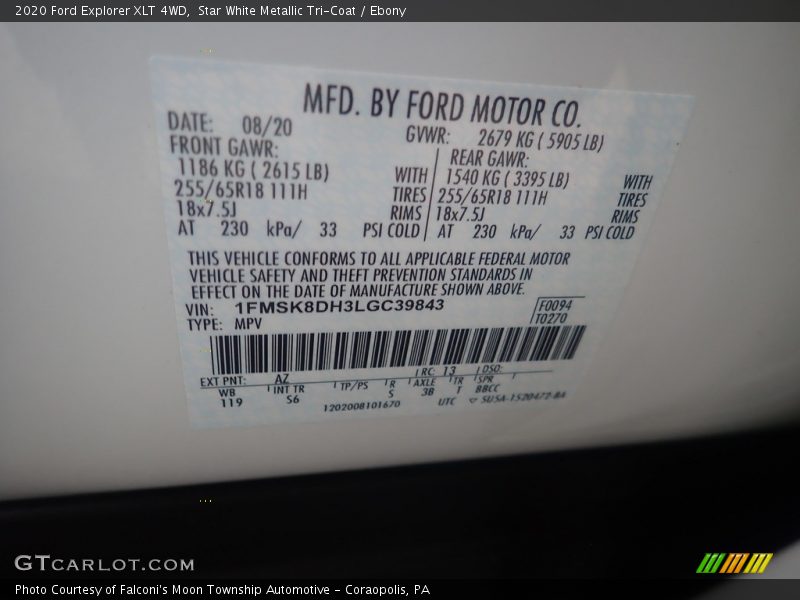 2020 Ford Explorer XLT 4WD, Star White Metallic Tri-Coat / Ebony
MFD. BY FORD MOTOR CO.
DATE: 08/20 GVWR: 2679 KG ( 5905 LB)
FRONT GAWR: REAR GAWR:
1186 KG ( 2615 LB) WITH 1540 KG ( 3395 LB) WITH
255/65R18 111H TIRES 255/65R18 111H TIRES
18x7.5J RIMS 18x7.5J RIMS
AT 230 kPa/ 33 PSI COLD AT 230 kPa/ 33 PSI COLD
THIS VEHICLE CONFORMS TO ALL APPLICABLE FEDERAL MOTOR
VEHICLE SAFETY AND THEFT PREVENTION STANDARDS IN
EFFECT ON THE DATE OF MANUFACTURE SHOWN ABOVE.
VIN: 1FMSK8DH3LGC39843 F0094
TYPE: MPV T0270
EXT PNT: AZ RC: 13 DSO:
WB INT TR TP/PS R AXLE TR SPR
119 S6 S 3B T BBCC
1202008101670 UTC
GTCARLOT.COM
Photo Courtesy of Falconi's Moon Township Automotive - Coraopolis, PA